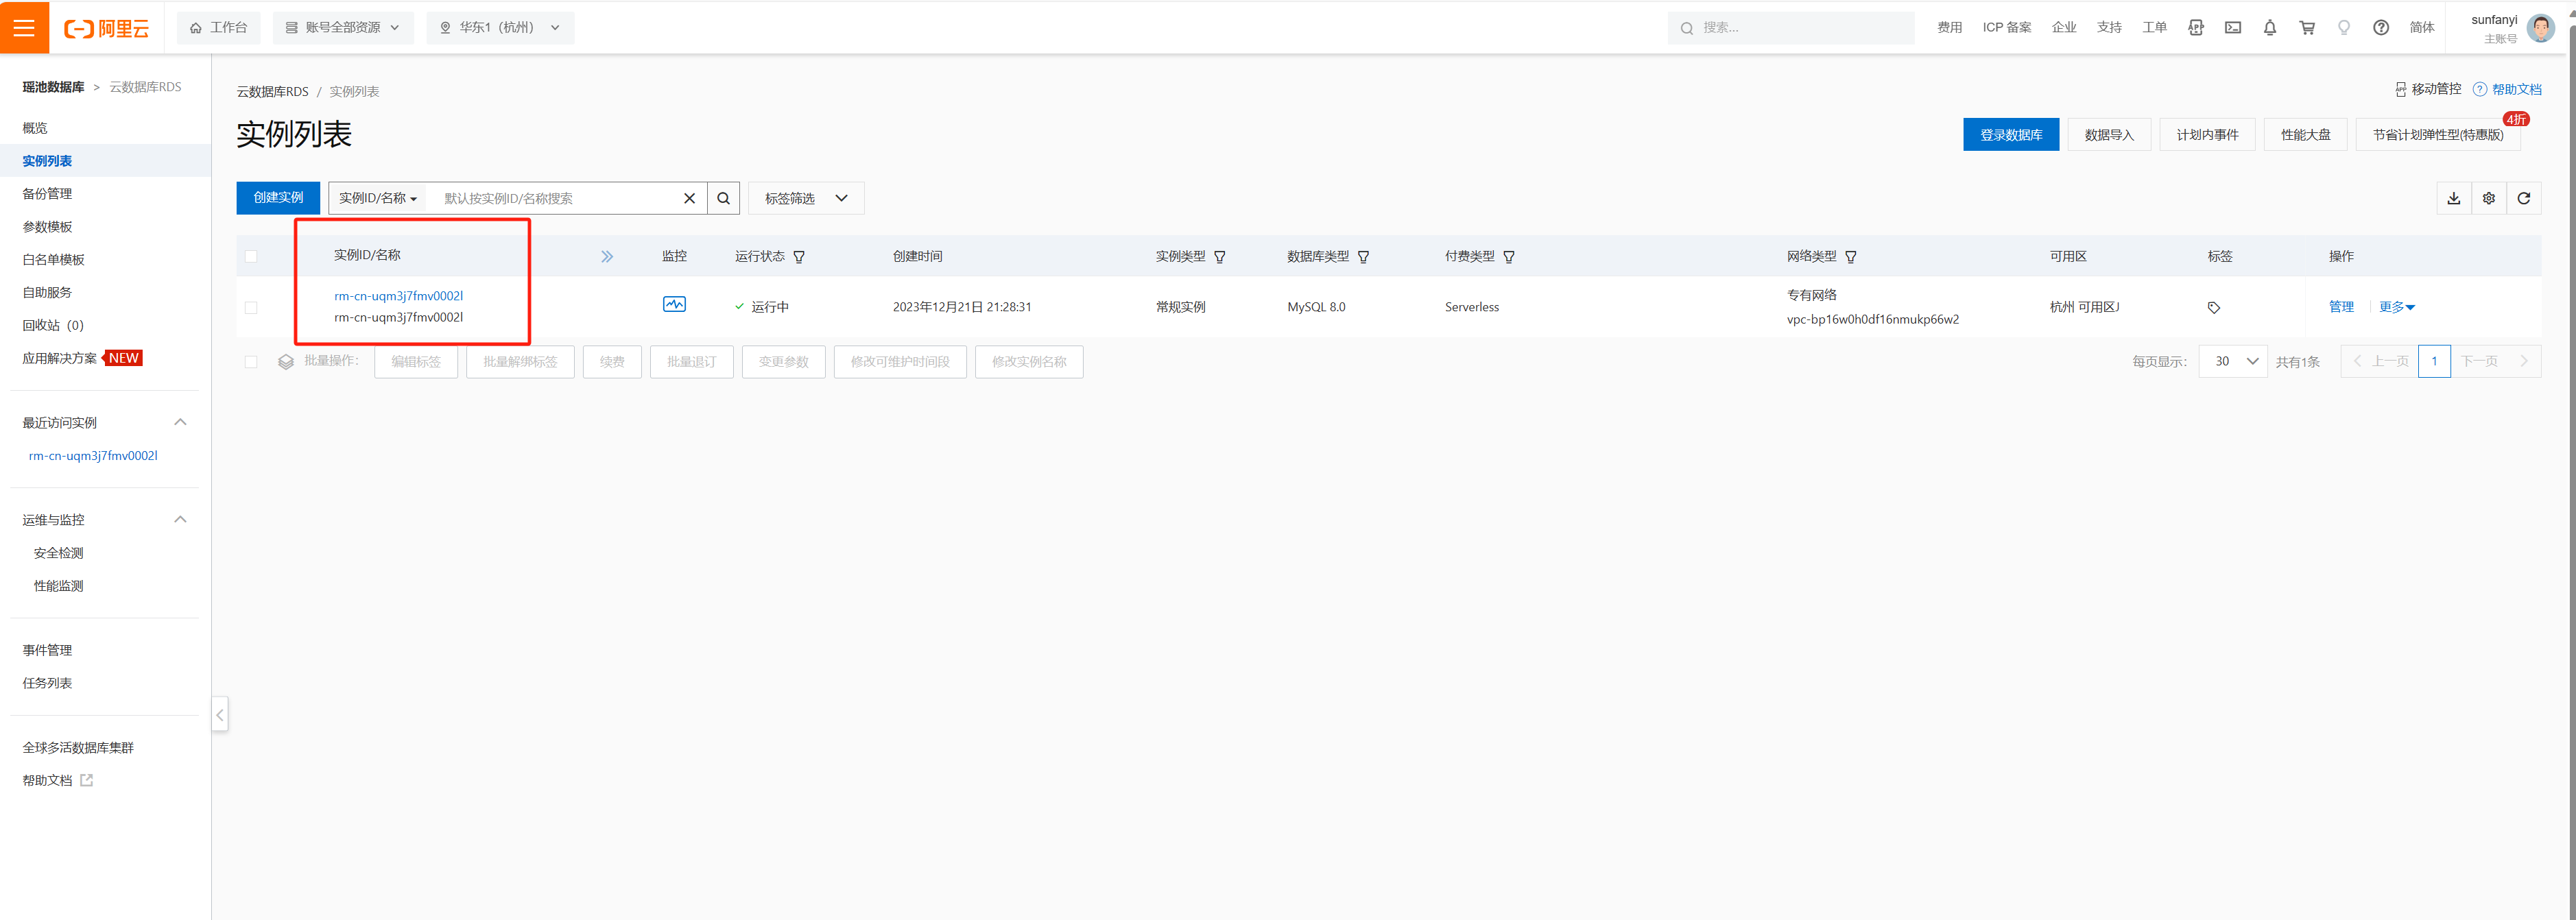 阿里云
工作台
账号全部资源
华东1（杭州）
搜索...
费用
ICP 备案
企业
支持
工单
简体
sunfanyi
主账号
瑶池数据库 > 云数据库RDS
概览
实例列表
备份管理
参数模板
白名单模板
自助服务
回收站（0）
应用解决方案 NEW
最近访问实例
rm-cn-uqm3j7fmv0002l
运维与监控
安全检测
性能监测
事件管理
任务列表
全球多活数据库集群
帮助文档
云数据库RDS / 实例列表
移动管控
帮助文档
实例列表
登录数据库
数据导入
计划内事件
性能大盘
节省计划弹性型(特惠版)
4折
创建实例
实例ID/名称
默认按实例ID/名称搜索
标签筛选
实例ID/名称 监控 运行状态 创建时间 实例类型 数据库类型 付费类型 网络类型 可用区 标签 操作
rm-cn-uqm3j7fmv0002l
rm-cn-uqm3j7fmv0002l
运行中
2023年12月21日 21:28:31
常规实例
MySQL 8.0
Serverless
专有网络
vpc-bp16w0h0df16nmukp66w2
杭州 可用区J
管理
更多
批量操作：
编辑标签
批量解绑标签
续费
批量退订
变更参数
修改可维护时间段
修改实例名称
每页显示：
30
共有1条
上一页
1
下一页